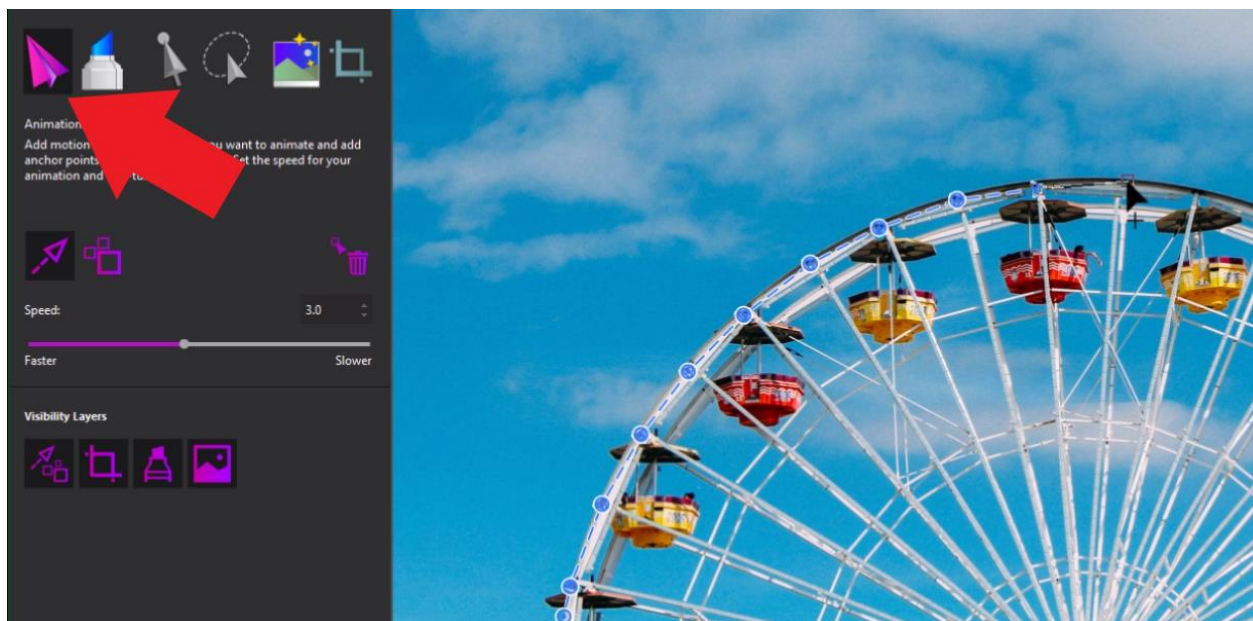 Animation
Add motion you want to animate and add
anchor points et the speed for your
animation and
Speed:
3.0
Faster
Slower
Visibility Layers